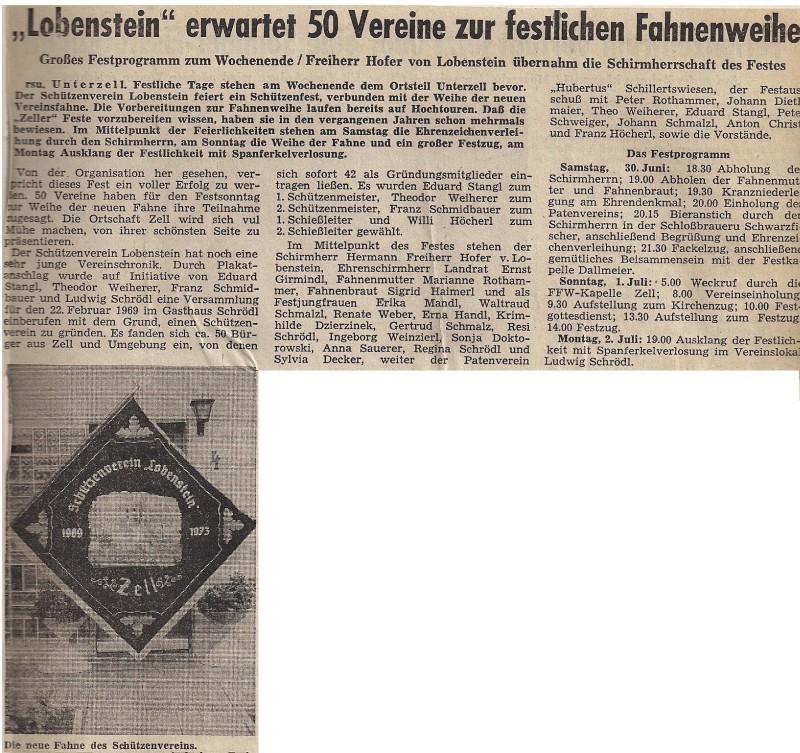 „Lobenstein“ erwartet 50 Vereine zur festlichen Fahnenweihe
Großes Festprogramm zum Wochenende / Freiherr Hofer von Lobenstein übernahm die Schirmherrschaft des Festes
rsu. Unterzell. Festliche Tage stehen am Wochenende dem Ortsteil Unterzell bevor.
Der Schützenverein Lobenstein feiert ein Schützenfest, verbunden mit der Weihe der neuen
Vereinsfahne. Die Vorbereitungen zur Fahnenweihe laufen bereits auf Hochtouren. Daß die
„Zeller“ Feste vorzubereiten wissen, haben sie in den vergangenen Jahren schon mehrmals
bewiesen. Im Mittelpunkt der Feierlichkeiten stehen am Samstag die Ehrenzeichenverlei-
hung durch den Schirmherrn, am Sonntag die Weihe der Fahne und ein großer Festzug, am
Montag Ausklang der Festlichkeit mit Spanferkelverlosung.
Von der Organisation her gesehen, ver-
pricht dieses Fest ein voller Erfolg zu wer-
den. 50 Vereine haben für den Festsonntag
zur Weihe der neuen Fahne ihre Teilnahme
zugesagt. Die Ortschaft Zell wird sich vul
Mühe machen, von ihrer schönsten Seite zu
präsentieren.
Der Schützenverein Lobenstein hat noch eine
sehr junge Vereinschronik. Durch Plakat-
anschlag wurde auf Initiative von Eduard
Stangl, Theodor Weiherer, Franz Schmid-
bauer und Ludwig Schrödl eine Versammlung
für den 22. Februar 1969 im Gasthaus Schrödl
einberufen mit dem Grund, einen Schützen-
verein zu gründen. Es fanden sich ca. 50 Bür-
ger aus Zell und Umgebung ein, von denen
sich sofort 42 als Gründungsmitglieder ein-
tragen ließen. Es wurden Eduard Stangl zum
1. Schützenmeister, Theodor Weiherer zum
2. Schützenmeister, Franz Schmidbauer zum
1. Schießleiter und Willi Höcherl zum
2. Schießleiter gewählt.
Im Mittelpunkt des Festes stehen der
Schirmherr Hermann Freiherr Hofer v. Lo-
benstein, Ehrenschirmherr Landrat Ernst
Girmindl, Fahnenmutter Marianne Rotham-
mer, Fahnenbraut Sigrid Haimerl und als
Festjungfrauen Erika Mandl, Waltraud
Schmalzl, Renate Weber, Erna Handl, Krim-
hilde Dzierzinek, Gertrud Schmalz, Resi
Schrödl, Ingeborg Weinzierl, Sonja Dokto-
rowski, Anna Sauerer, Regina Schrödl und
Sylvia Decker, weiter der Patenverein
„Hubertus“ Schillertswiesen, der Festaus
schuß mit Peter Rothammer, Johann Dietl
maier, Theo Weiherer, Eduard Stangl, Pete
Schweiger, Johann Schmalzl, Anton Christ
und Franz Höcherl, sowie die Vorstände.
Das Festprogramm
Samstag, 30. Juni: 18.30 Abholung de
Schirmherrn; 19.00 Abholen der Fahnenmut
ter und Fahnenbraut; 19.30 Kranzniederle
gung am Ehrendenkmal; 20.00 Einholung de
Patenvereins; 20.15 Bieranstich durch de
Schirmherrn in der Schloßbrauereu Schwarzfi
scher, anschließend Begrüßung und Ehrenzei
chenverleihung; 21.30 Fackelzug, anschließen
gemütliches Beisammensein mit der Festka
pelle Dallmeier.
Sonntag, 1. Juli: 5.00 Weckruf durch di
FFW-Kapelle Zell; 8.00 Vereinseinholung
9.30 Aufstellung zum Kirchenzug; 10.00 Fest
gottesdienst; 13.30 Aufstellung zum Festzug
14.00 Festzug.
Montag, 2. Juli: 19.00 Ausklang der Festlich-
keit mit Spanferkelverlosung im Vereinslokal
Ludwig Schrödl.
Schützenverein „Lobenstein“
1969 1973
Zell
Die neue Fahne des Schützenvereins.